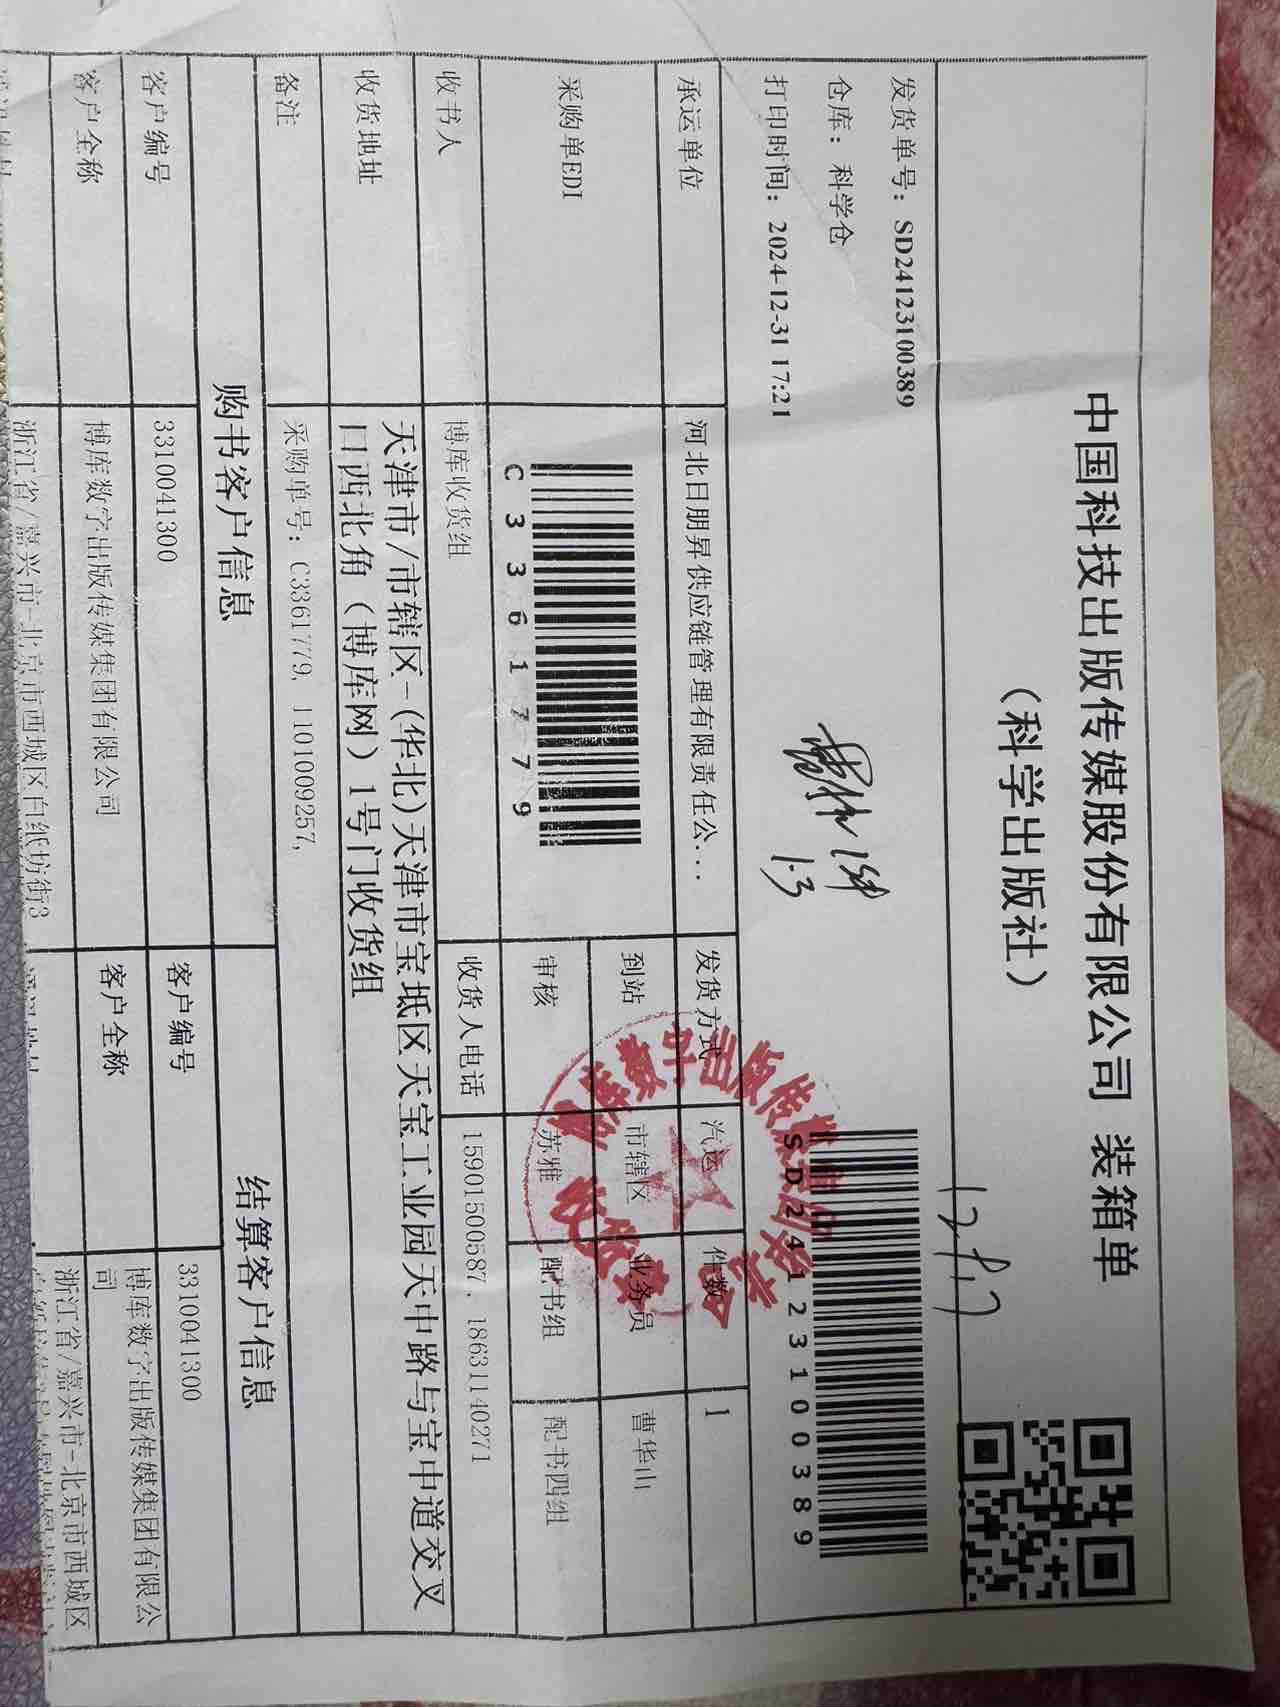 中国科技出版传媒股份有限公司 装箱单
（科学出版社）
发货单号：SD24123100389
仓库：科学仓
打印时间：2024-12-31 17:21
1.3
SD24123100389
承运单位 河北日朋昇供应链管理有限责任公... 发货方式 汽运 件数 1
采购单EDI C3361779 到站 市辖区 业务员 曹华山
审核 苏雅 配书组 配书四组
收书人 博库收货组 收货人电话 15901500587，18631140271
收货地址 天津市/市辖区-(华北)天津市宝坻区天宝工业园天中路与宝中道交叉
口西北角（博库网）1号门收货组
备注 采购单号：C3361779, 1101009257,
购书客户信息 结算客户信息
客户编号 3310041300 客户编号 3310041300
客户全称 博库数字出版传媒集团有限公司 客户全称 博库数字出版传媒集团有限公
司
浙江省/嘉兴市-北京市西城区白纸坊街3 浙江省/嘉兴市-北京市西城区